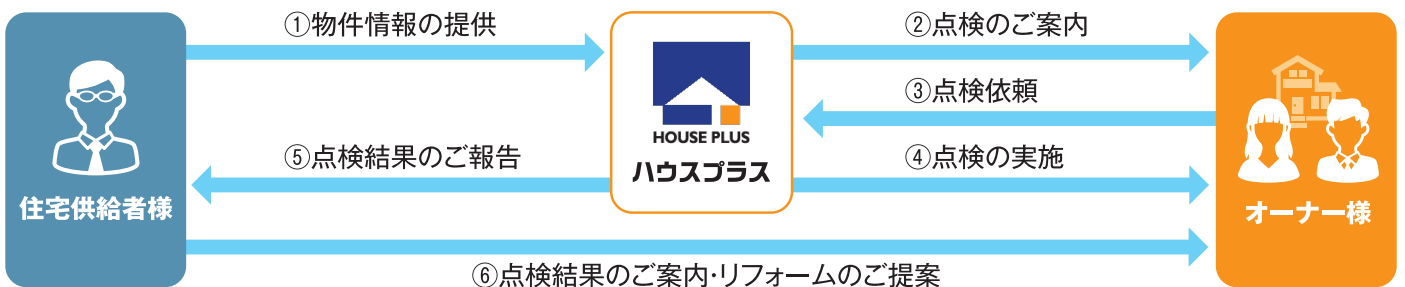 ①物件情報の提供
②点検のご案内
③点検依頼
HOUSE PLUS
ハウスプラス
⑤点検結果のご報告
④点検の実施
住宅供給者様
オーナー様
⑥点検結果のご案内・リフォームのご提案